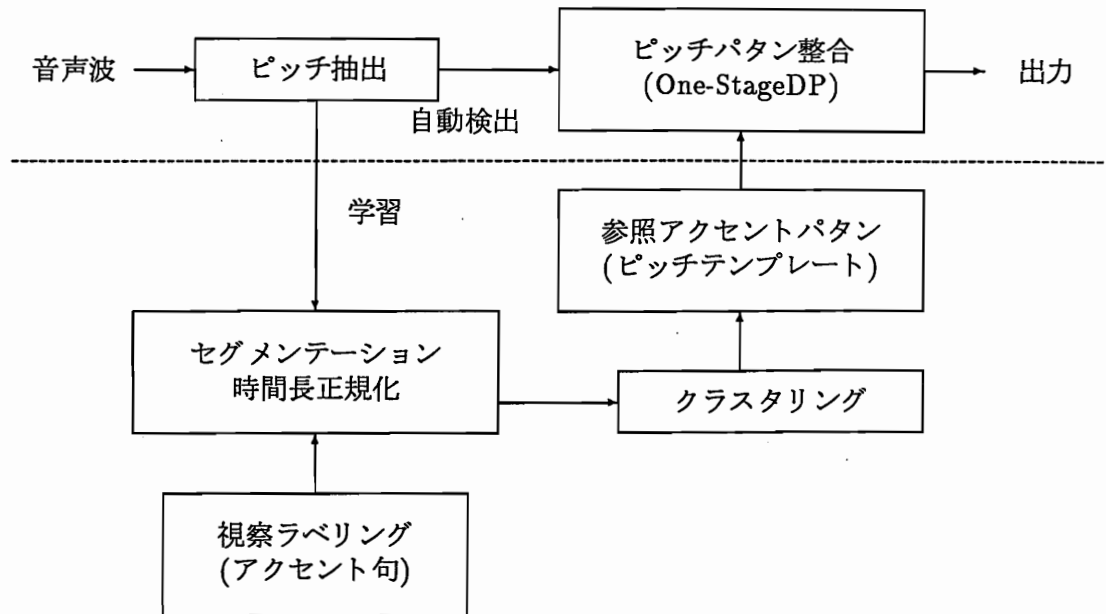 音声波
ピッチ抽出
ピッチパタン整合
(One-StageDP)
出力
自動検出
学習
参照アクセントパタン
(ピッチテンプレート)
セグメンテーション
時間長正規化
クラスタリング
視察ラベリング
(アクセント句)